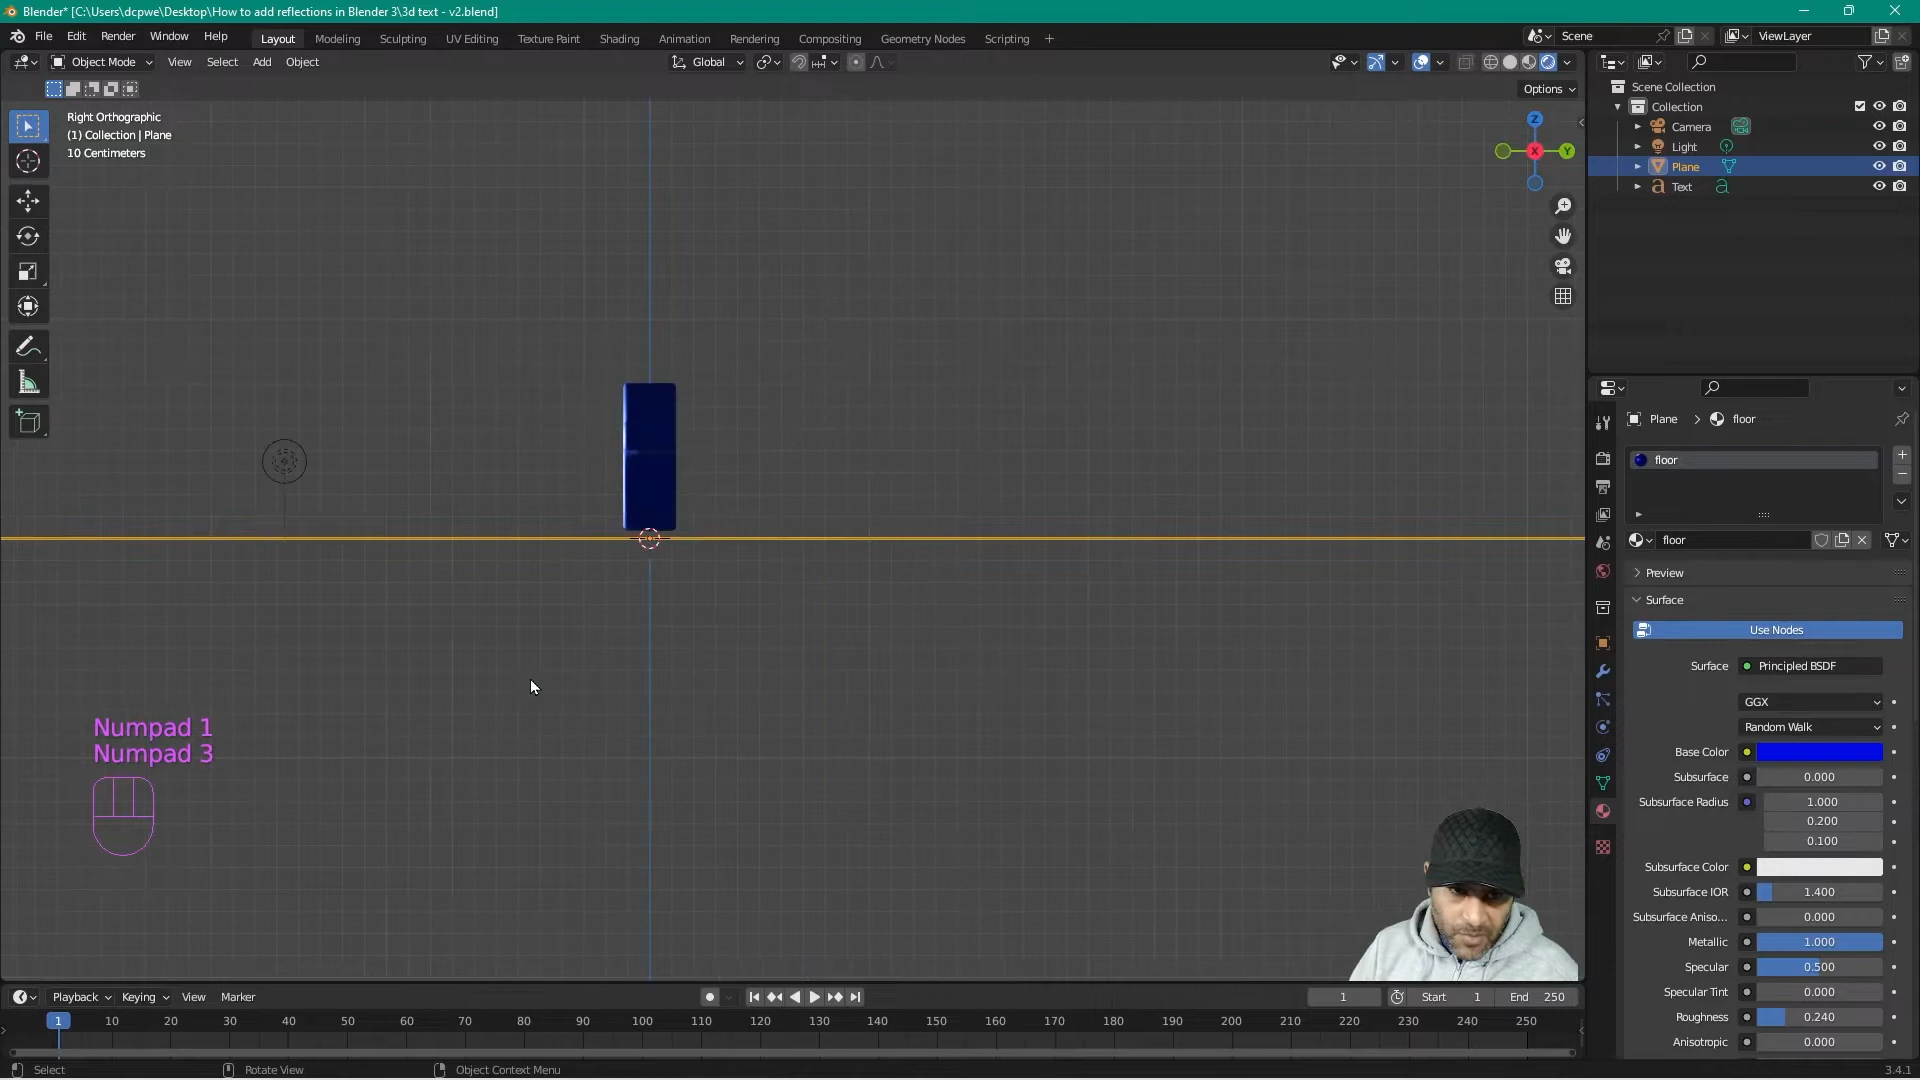 Blender* [C:\Users\dcpwe\Desktop\How to add reflections in Blender 3\3d text - v2.blend]
File Edit Render Window Help Layout Modeling Sculpting UV Editing Texture Paint Shading Animation Rendering Compositing Geometry Nodes Scripting + Scene ViewLayer
Object Mode View Select Add Object Global
Options
Right Orthographic
(1) Collection | Plane
10 Centimeters
Z
X
Y
Numpad 1
Numpad 3
Scene Collection
Collection
Camera
Light
Plane
Text
Plane > floor
floor
floor
Preview
Surface
Use Nodes
Surface Principled BSDF
GGX
Random Walk
Base Color
Subsurface 0.000
Subsurface Radius 1.000
0.200
0.100
Subsurface Color
Subsurface IOR 1.400
Subsurface Aniso... 0.000
Metallic 1.000
Specular 0.500
Specular Tint 0.000
Roughness 0.240
Anisotropic 0.000
Playback Keying View Marker 1 Start 1 End 250
1 10 20 30 40 50 60 70 80 90 100 110 120 130 140 150 160 170 180 190 200 210 220 230 240 250
Select Rotate View Object Context Menu 3.4.1